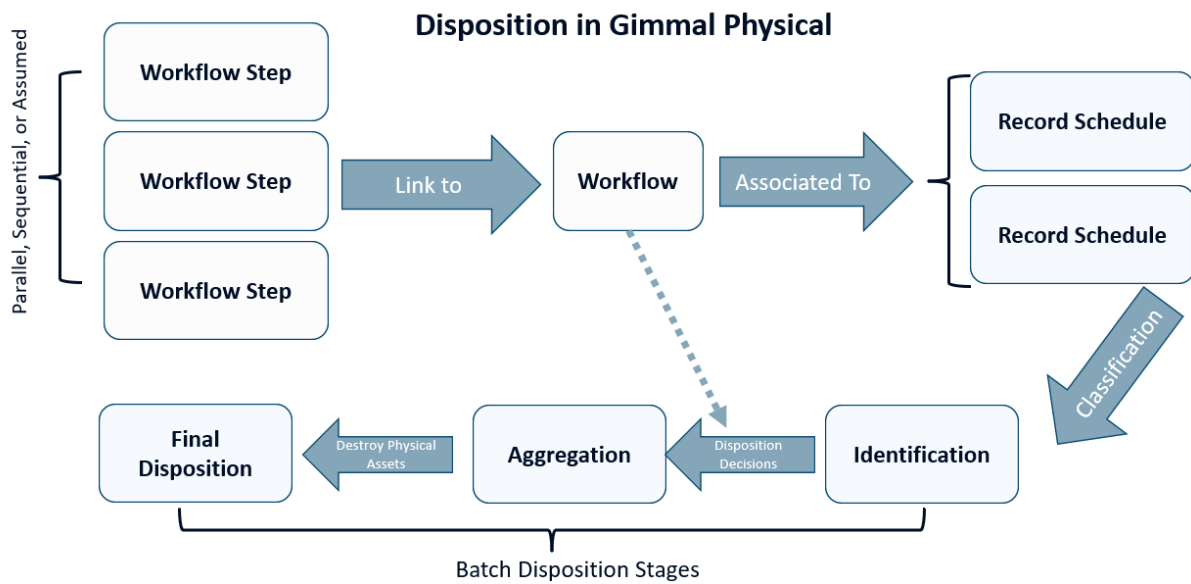 Disposition in Gimmal Physical
Parallel, Sequential, or Assumed
Workflow Step
Workflow Step
Workflow Step
Link to
Workflow
Associated To
Record Schedule
Record Schedule
Classification
Identification
Disposition
Decisions
Aggregation
Destroy Physical
Assets
Final
Disposition
Batch Disposition Stages